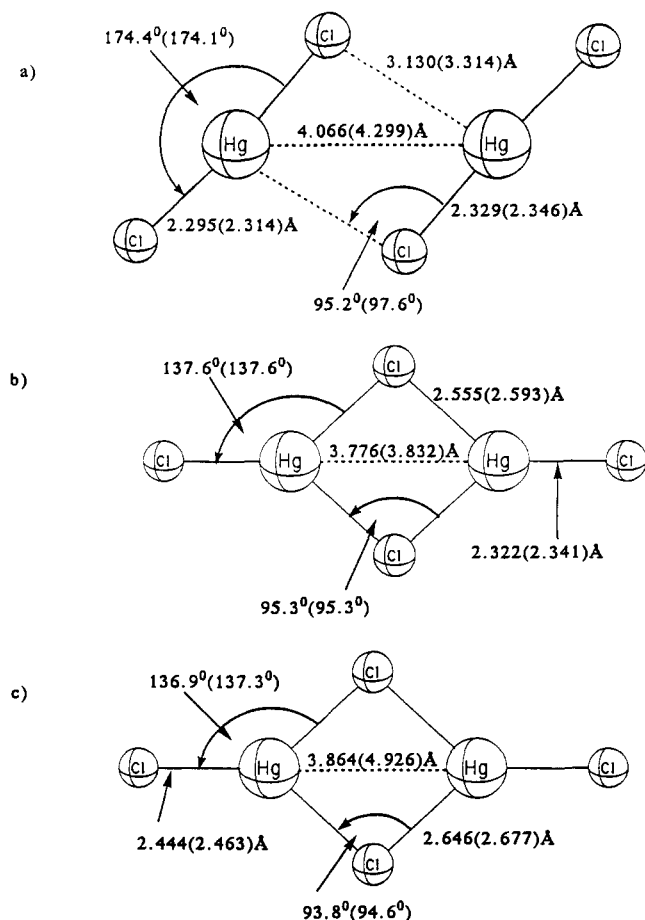 a)
174.4⁰(174.1⁰)
Cl
3.130(3.314)Å
Cl
Hg
4.066(4.299)Å
Hg
2.295(2.314)Å
2.329(2.346)Å
Cl
Cl
95.2⁰(97.6⁰)
b)
137.6⁰(137.6⁰)
Cl
2.555(2.593)Å
Cl
Hg
3.776(3.832)Å
Hg
Cl
Cl
2.322(2.341)Å
95.3⁰(95.3⁰)
c)
136.9⁰(137.3⁰)
Cl
Cl
Hg
3.864(4.926)Å
Hg
Cl
2.444(2.463)Å
2.646(2.677)Å
Cl
93.8⁰(94.6⁰)